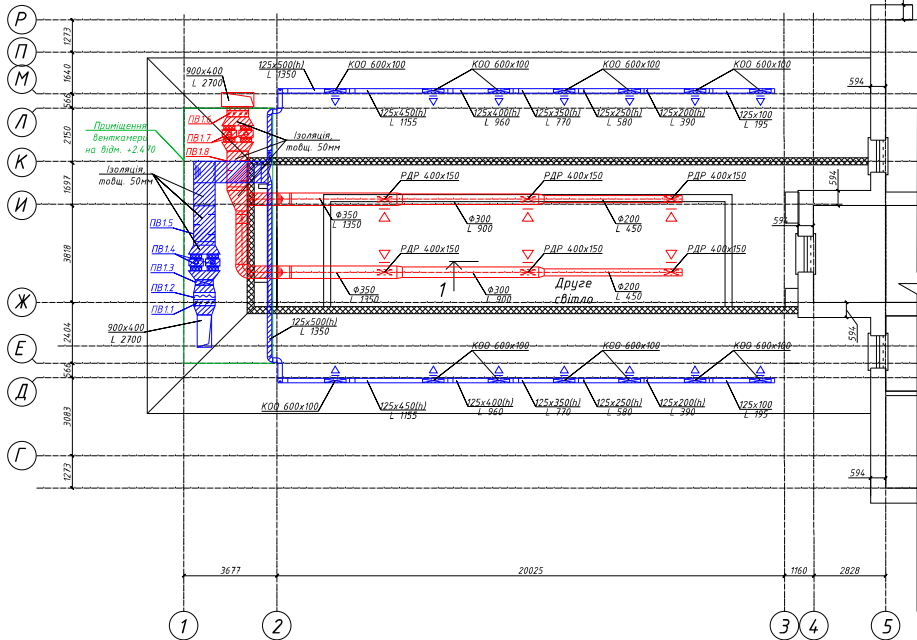 Р
1273
П
1640
М
566
Л
2150
К
1697
И
3818
Ж
2404
Е
566
Д
3083
Г
1273
900х400
L 2700
125х500(h)
L 1350
КОО 600х100
КОО 600х100
КОО 600х100
КОО 600х100
125х450(h)
L 1155
125х400(h)
L 960
125х350(h)
L 770
125х250(h)
L 580
125х200(h)
L 390
125х100
L 195
594
ПВ1.6
ПВ1.7
ПВ1.8
Ізоляція,
товщ. 50мм
Приміщення
венткамери
на відм. +2.470
Ізоляція,
товщ. 50мм
ПВ1.5
ПВ1.4
ПВ1.3
ПВ1.2
ПВ1.1
900х400
L 2700
РДР 400х150
РДР 400х150
РДР 400х150
Ф350
L 1350
Ф300
L 900
Ф200
L 450
594
594
РДР 400х150
РДР 400х150
РДР 400х150
Ф350
L 1350
1
Ф300
L 900
Друге
світло
Ф200
L 450
594
125х500(h)
L 1350
КОО 600х100
КОО 600х100
КОО 600х100
КОО 600х100
125х450(h)
L 1155
125х400(h)
L 960
125х350(h)
L 770
125х250(h)
L 580
125х200(h)
L 390
125х100
L 195
594
3677
20025
1160
2828
1
2
3
4
5